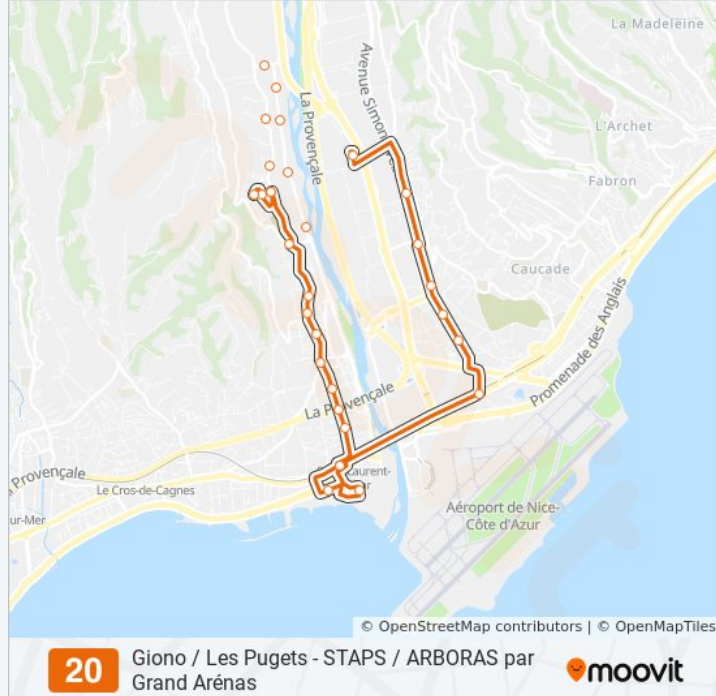 La Madeleine
Avenue Simon
La Provençale
L'Archet
Fabron
Caucade
Promenade des Anglais
La Provençale
Provençale
Laurent-
Le Cros-de-Cagnes
ur-Mer
Aéroport de Nice-
Côte d'Azur
© OpenStreetMap contributors | © OpenMapTiles
20
Giono / Les Pugets - STAPS / ARBORAS par
Grand Arénas
moovit